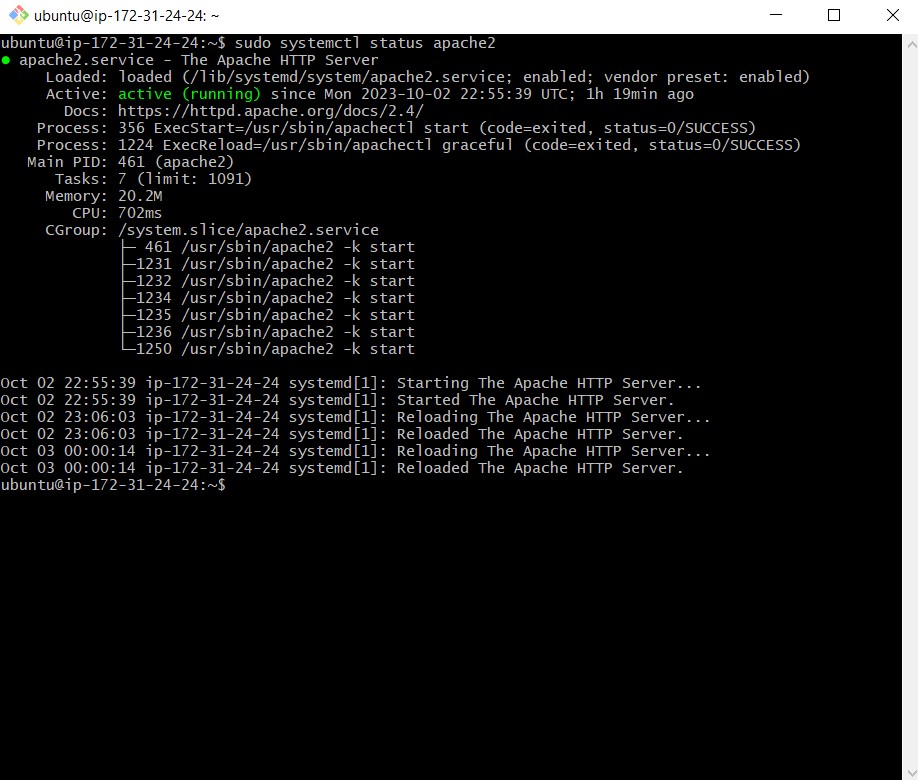 ubuntu@ip-172-31-24-24: ~
ubuntu@ip-172-31-24-24:~$ sudo systemctl status apache2
● apache2.service - The Apache HTTP Server
     Loaded: loaded (/lib/systemd/system/apache2.service; enabled; vendor preset: enabled)
     Active: active (running) since Mon 2023-10-02 22:55:39 UTC; 1h 19min ago
       Docs: https://httpd.apache.org/docs/2.4/
    Process: 356 ExecStart=/usr/sbin/apachectl start (code=exited, status=0/SUCCESS)
    Process: 1224 ExecReload=/usr/sbin/apachectl graceful (code=exited, status=0/SUCCESS)
   Main PID: 461 (apache2)
      Tasks: 7 (limit: 1091)
     Memory: 20.2M
        CPU: 702ms
     CGroup: /system.slice/apache2.service
             ├─ 461 /usr/sbin/apache2 -k start
             ├─1231 /usr/sbin/apache2 -k start
             ├─1232 /usr/sbin/apache2 -k start
             ├─1234 /usr/sbin/apache2 -k start
             ├─1235 /usr/sbin/apache2 -k start
             ├─1236 /usr/sbin/apache2 -k start
             └─1250 /usr/sbin/apache2 -k start
Oct 02 22:55:39 ip-172-31-24-24 systemd[1]: Starting The Apache HTTP Server...
Oct 02 22:55:39 ip-172-31-24-24 systemd[1]: Started The Apache HTTP Server.
Oct 02 23:06:03 ip-172-31-24-24 systemd[1]: Reloading The Apache HTTP Server...
Oct 02 23:06:03 ip-172-31-24-24 systemd[1]: Reloaded The Apache HTTP Server.
Oct 03 00:00:14 ip-172-31-24-24 systemd[1]: Reloading The Apache HTTP Server...
Oct 03 00:00:14 ip-172-31-24-24 systemd[1]: Reloaded The Apache HTTP Server.
ubuntu@ip-172-31-24-24:~$